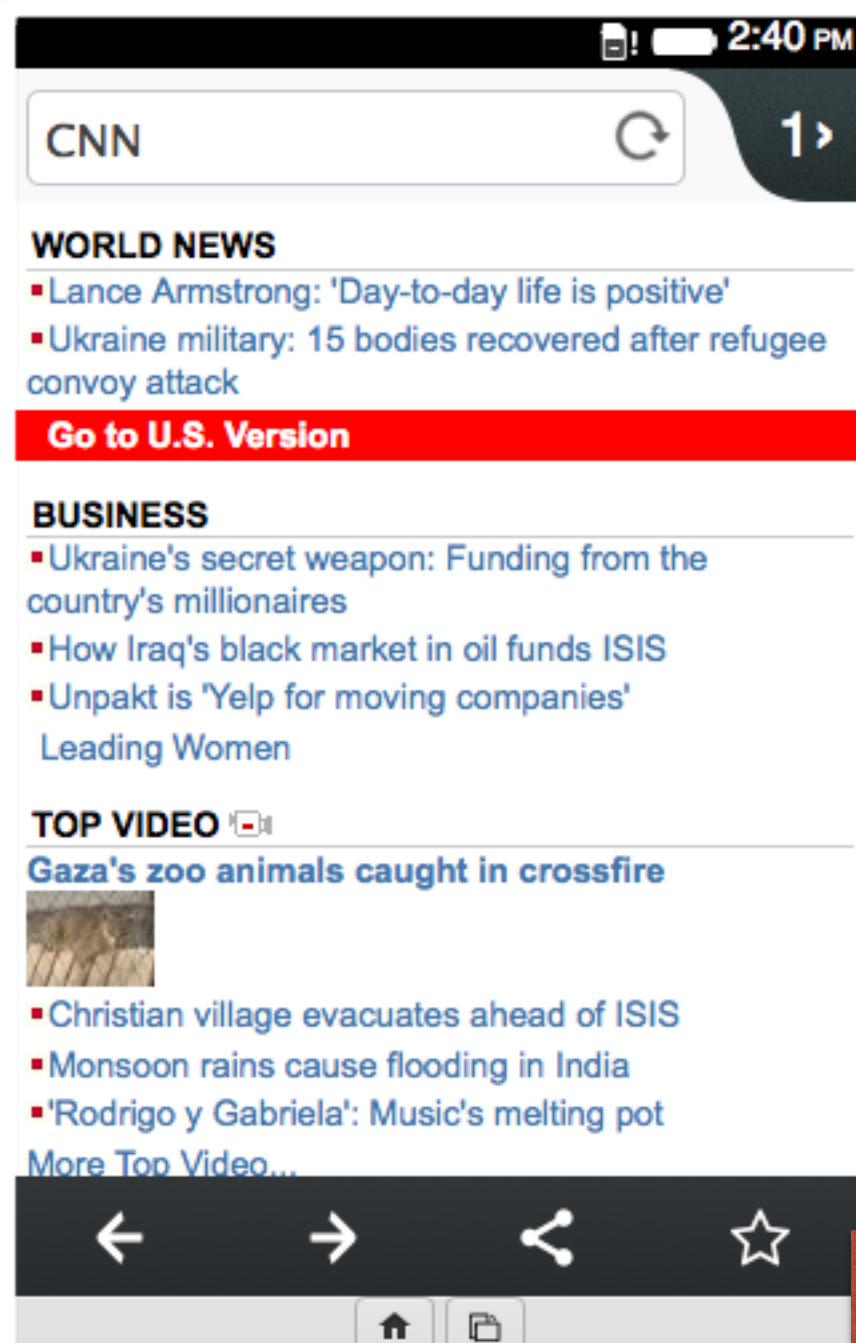 ! 2:40 PM
CNN
1›
WORLD NEWS
Lance Armstrong: 'Day-to-day life is positive'
Ukraine military: 15 bodies recovered after refugee
convoy attack
Go to U.S. Version
BUSINESS
Ukraine's secret weapon: Funding from the
country's millionaires
How Iraq's black market in oil funds ISIS
Unpakt is 'Yelp for moving companies'
Leading Women
TOP VIDEO
Gaza's zoo animals caught in crossfire
Christian village evacuates ahead of ISIS
Monsoon rains cause flooding in India
'Rodrigo y Gabriela': Music's melting pot
More Top Video...